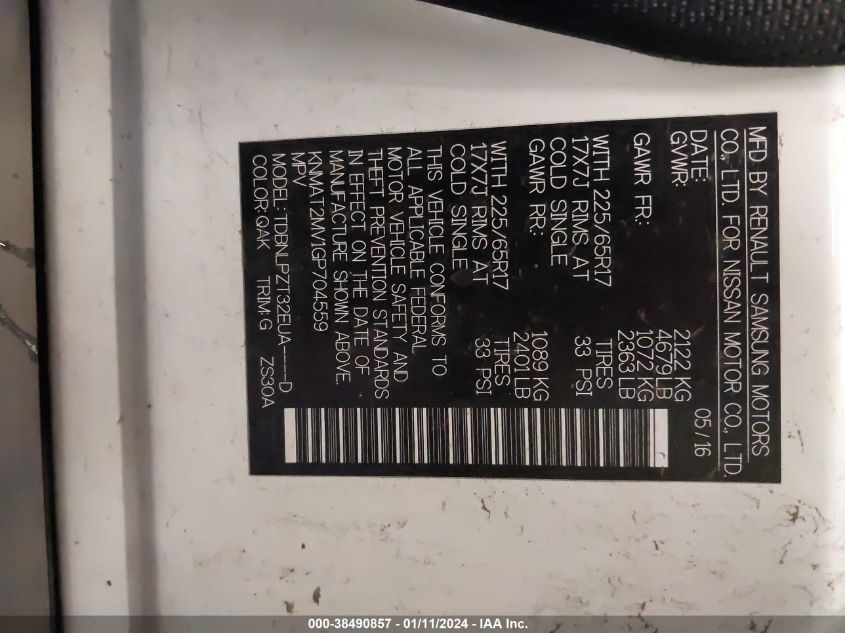 MFD BY RENAULT SAMSUNG MOTORS
CO., LTD. FOR NISSAN MOTOR CO., LTD.
DATE: 05/16
GVWR: 2122 KG
4679 LB
GAWR FR: 1072 KG
2363 LB
WITH 225/65R17 TIRES
17X7J RIMS AT 33 PSI
COLD SINGLE
GAWR RR: 1089 KG
2401 LB
WITH 225/65R17 TIRES
17X7J RIMS AT 33 PSI
COLD SINGLE
THIS VEHICLE CONFORMS TO
ALL APPLICABLE FEDERAL
MOTOR VEHICLE SAFETY AND
THEFT PREVENTION STANDARDS
IN EFFECT ON THE DATE OF
MANUFACTURE SHOWN ABOVE.
KNMAT2MV1GP704559
MPV
MODEL: TDBNLPZT32EUA----D
COLOR: QAK TRIM: G ZS30A
000-38490857 - 01/11/2024 - IAA Inc.